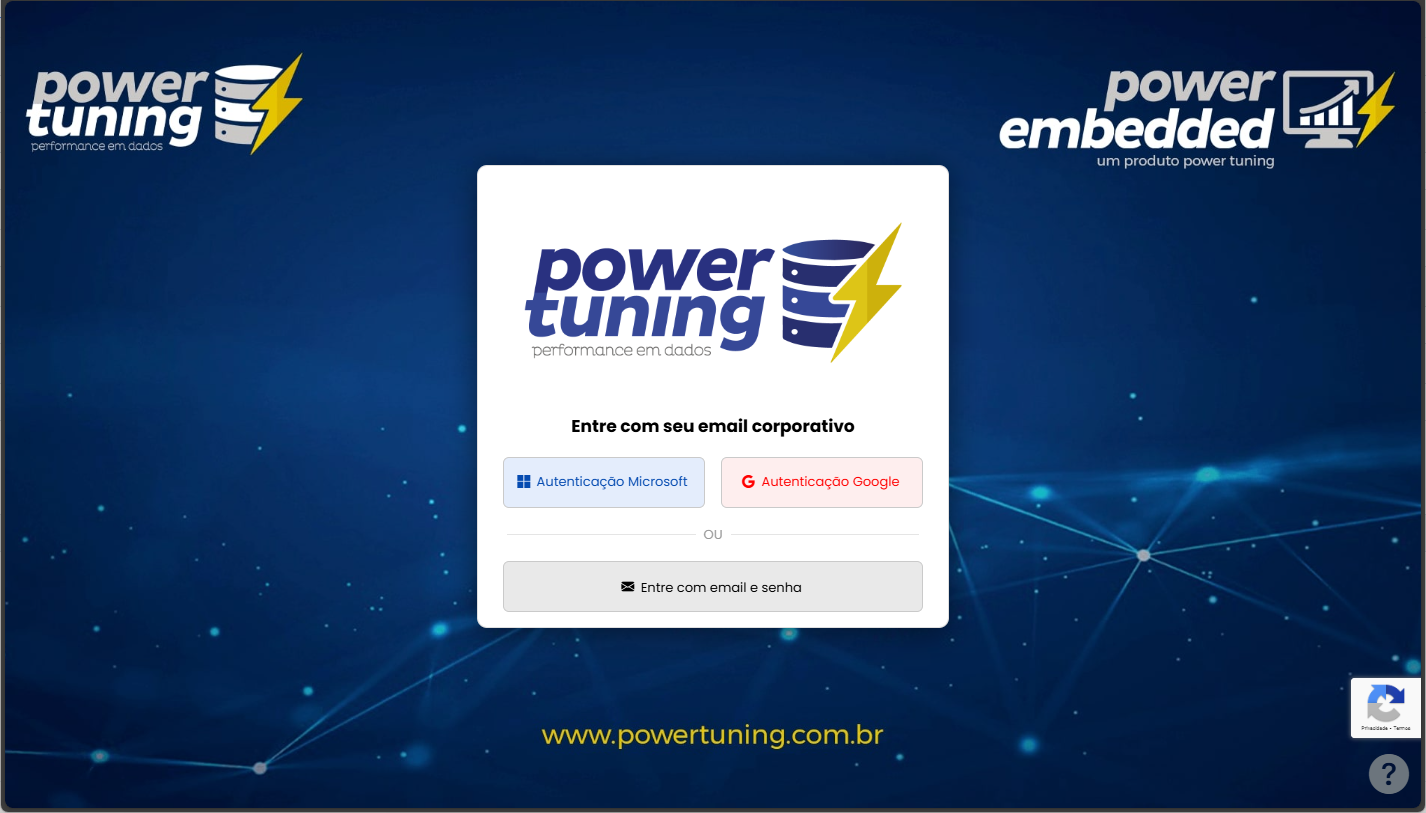 power
tuning
performance em dados
power
embedded
um produto power tuning
power
tuning
performance em dados
Entre com seu email corporativo
Autenticação Microsoft
Autenticação Google
OU
Entre com email e senha
www.powertuning.com.br
Privacidade - Termos
?